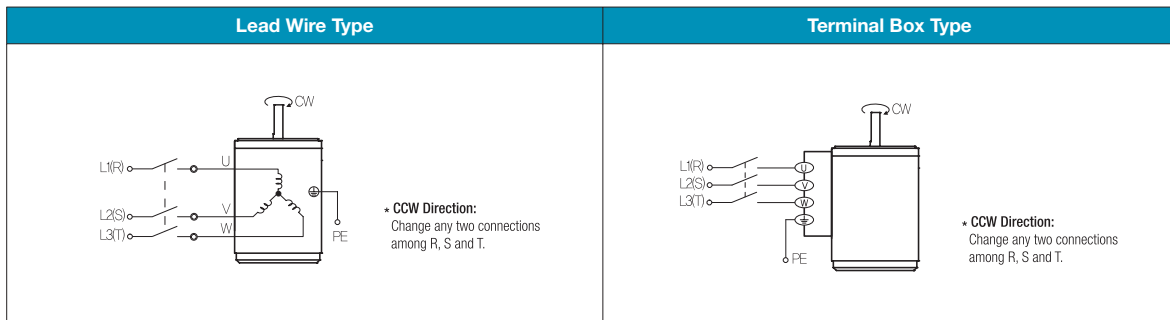 Lead Wire Type
Terminal Box Type
CW
L1(R)
U
L2(S)
V
L3(T)
W
PE
* CCW Direction:
Change any two connections
among R, S and T.
CW
L1(R)
U
L2(S)
V
L3(T)
W
PE
* CCW Direction:
Change any two connections
among R, S and T.